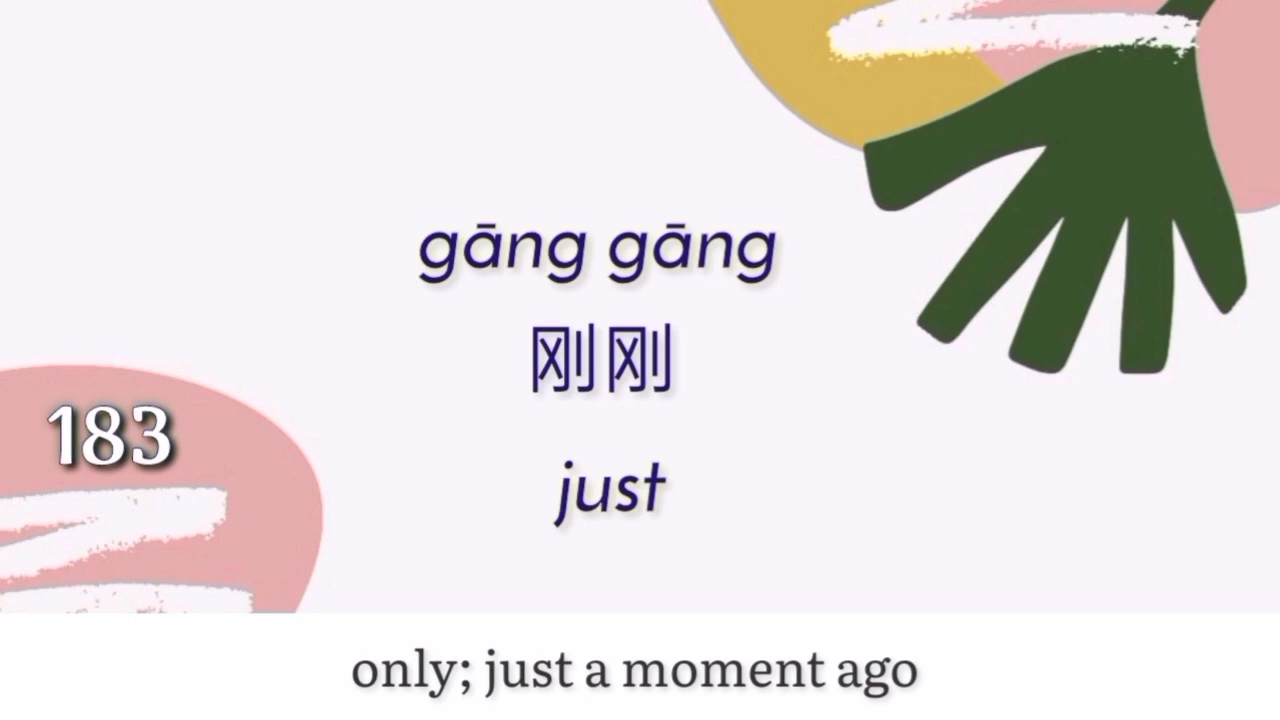 gāng gāng
刚刚
183
just
only; just a moment ago